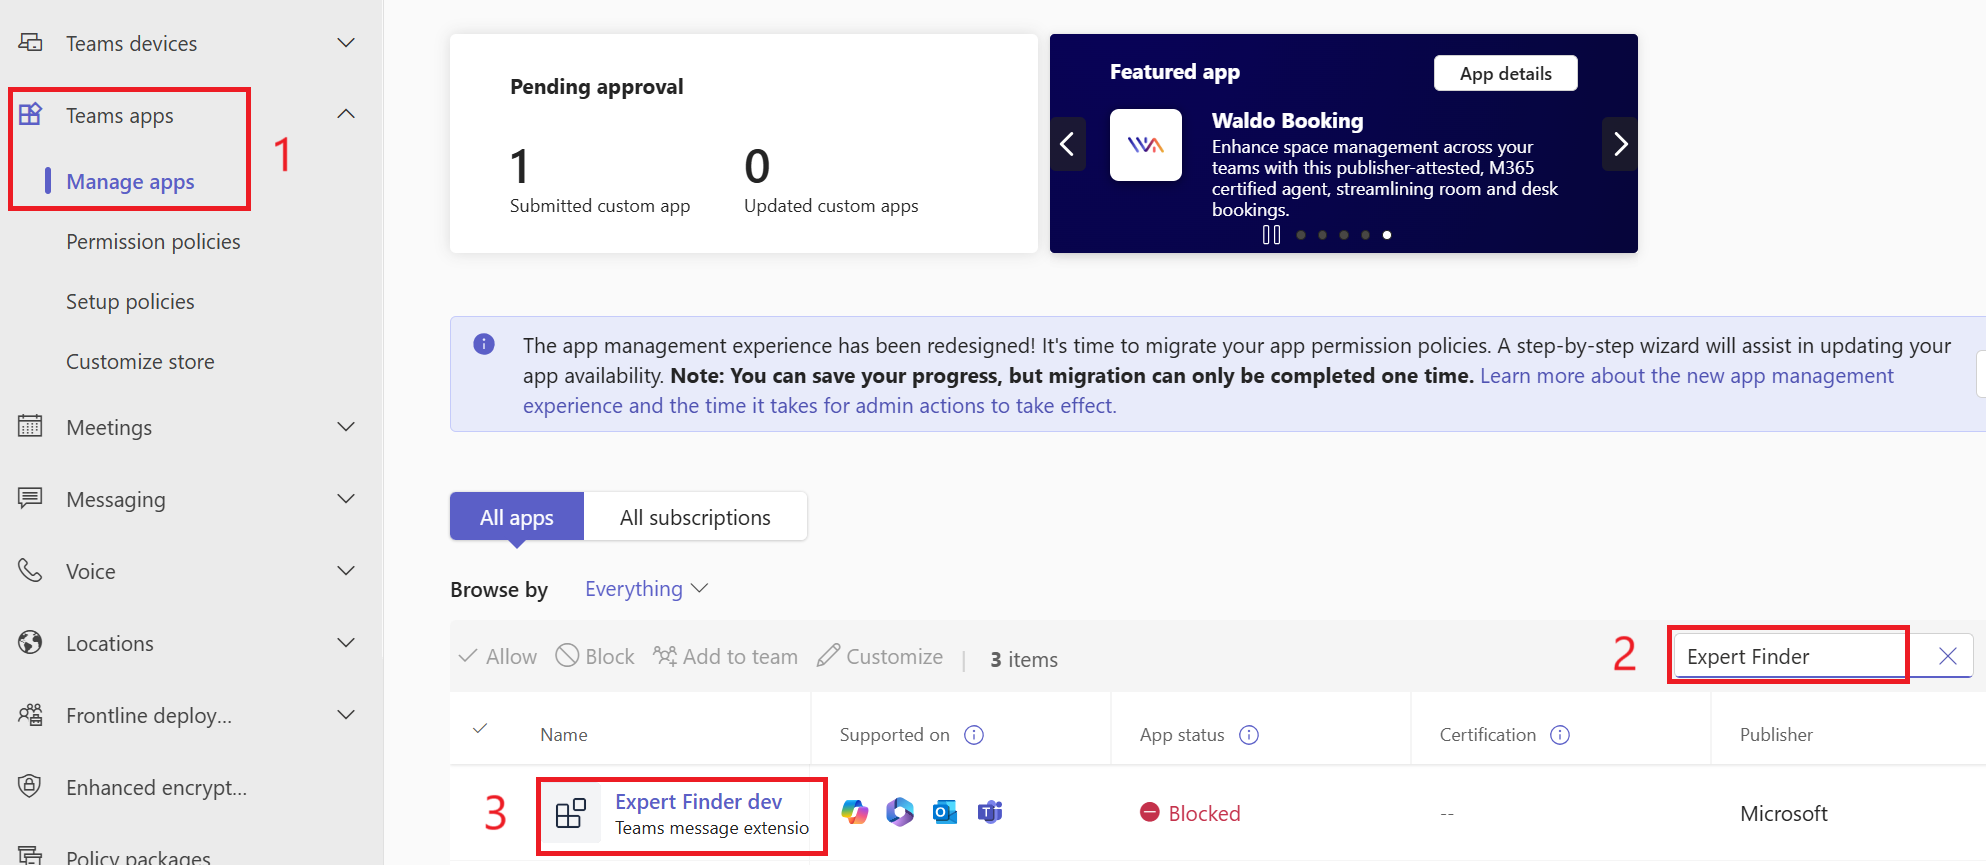 Teams devices
Teams apps
1
Manage apps
Permission policies
Setup policies
Customize store
Meetings
Messaging
Voice
Locations
Frontline deploy...
Enhanced encrypt...
Policy packages
Pending approval
1
Submitted custom app
0
Updated custom apps
Featured app
App details
Waldo Booking
Enhance space management across your
teams with this publisher-attested, M365
certified agent, streamlining room and desk
bookings.
The app management experience has been redesigned! It's time to migrate your app permission policies. A step-by-step wizard will assist in updating your
app availability. Note: You can save your progress, but migration can only be completed one time. Learn more about the new app management
experience and the time it takes for admin actions to take effect.
All apps
All subscriptions
Browse by
Everything
Allow
Block
Add to team
Customize
3 items
2
Expert Finder
Name
Supported on
App status
Certification
Publisher
3
Expert Finder dev
Teams message extensio
Blocked
--
Microsoft